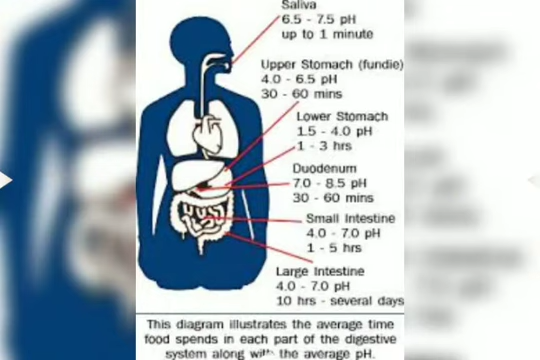 Saliva
6.5 - 7.5 pH
up to 1 minute
Upper Stomach (fundie)
4.0 - 6.5 pH
30 - 60 mins
Lower Stomach
1.5 - 4.0 pH
1 - 3 hrs
Duodenum
7.0 - 8.5 pH
30 - 60 mins
Small Intestine
4.0 - 7.0 pH
1 - 5 hrs
Large Intestine
4.0 - 7.0 pH
10 hrs - several days
This diagram illustrates the average time
food spends in each part of the digestive
system along with the average pH.